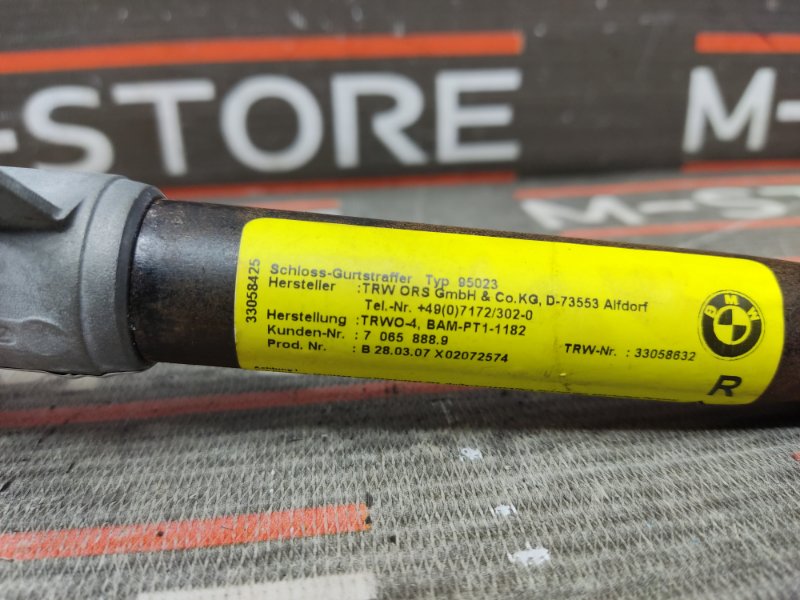 M-STORE
M-
M-STORE
M-S
33058425
Schloss-Gurtstraffer Typ 95023
Hersteller :TRW ORS GmbH & Co.KG, D-73553 Alfdorf
Tel.-Nr. +49(0)7172/302-0
Herstellung :TRWO-4, BAM-PT1-1182
Kunden-Nr. : 7 065 888.9
Prod. Nr. : B 28.03.07 X02072574
TRW-Nr. : 33058632
BMW
R